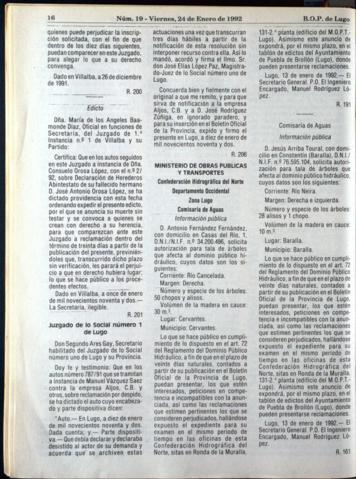 16
Núm. 19 - Viernes, 24 de Enero de 1992
B.O.P. de Lugo
quienes puede perjudicar la inscrip-
ción solicitada, con el fin de que
dentro de los diez días siguientes,
puedan comparecer en este Juzgado,
para alegar lo que a su derecho
convenga.
Dado en Villalba, a 26 de diciembre
de 1991.
R. 200
Edicto
Dña. María de los Angeles Baa-
monde Díaz, Oficial en funciones de
Secretaria, del Juzgado de 1.ª
Instancia n.º 1 de Villalba y su
Partido:
Certifica: Que en los autos seguidos
en este Juzgado a instancia de Dña.
Consuelo Orosa López, con el n.º 27/
92, sobre Declaración de Herederos
Abintestato de su fallecido hermano
D. José Antonio Orosa López, se ha
dictado providencia con esta fecha
ordenando expedir el presente edicto,
por el que se anuncia su muerte sin
testar y se convoca a quienes se
crean con derecho a su herencia,
para que comparezcan ante este
Juzgado a reclamarla dentro del
término de treinta días a partir de la
publicación del presente, previnién-
doles que, transcurrido dicho plazo
sin verificarlo, les parará el perjui-
cio a que en derecho hubiera lugar,
lo que se hace público a los proce-
dentes efectos.
Dado en Villalba, a once de enero
de mil novecientos noventa y dos.—
La Secretaria, ilegible.
R. 201
Juzgado de lo Social número 1
de Lugo
Don Segundo Ares Gay, Secretario
habilitado del Juzgado de lo Social
número uno de Lugo y su Provincia.
Doy fe y testimonio: Que en los
autos número 787/91 que se tramitan
a instancia de Manuel Vázquez Saez
contra la empresa Aljos, C.B. y
otros, sobre reclamación por despido,
se ha dictado el auto cuyo encabeza-
do y parte dispositiva dice:
"Auto.— En Lugo, a diez de enero
de mil novecientos noventa y dos.
Dada cuenta; y.— Parte dispositi-
va.— Que debía declarar y declaraba
desistido al actor de su demanda y
acuerda que se archiven estas
actuaciones una vez que transcurran
tres días hábiles a partir de la
notificación de esta resolución sin
interponer recurso contra ella. Así lo
mandó, acordó y firma el Ilmo. Sr.
don José Elías López Paz, Magistra-
do-Juez de lo Social número uno de
Lugo.
Concuerda bien y fielmente con el
original a que me remito, y para que
sirva de notificación a la empresa
Aljos, C.B. y a D. José Rodríguez
Zúñiga, en ignorado paradero, y
para su inserción en el Boletín Oficial
de la Provincia, expido y firmo el
presente en Lugo, a diez de enero de
mil novecientos noventa y dos.
R. 206
MINISTERIO DE OBRAS PUBLICAS
Y TRANSPORTES
Confederación Hidrográfica del Norte
Departamento Occidental
Zona Lugo
Comisaría de Aguas
Información pública
D. Antonio Fernández Fernández,
con domicilio en Casas del Río, 1,
D.N.I./N.I.F. nº 34.200.486, solicita
autorización para tala de árboles
que afecta al dominio público hi-
dráulico, cuyos datos son los si-
guientes:
Corriente: Río Cancelada.
Margen: Derecha.
Número y especie de los árboles:
50 chopos y alisos.
Volumen de la madera en cauce:
30 m.³
Lugar: Cervantes.
Municipio: Cervantes.
Lo que se hace público en cumpli-
miento de lo dispuesto en el art. 72
del Reglamento del Dominio Público
Hidráulico, a fin de que en el plazo de
veinte días naturales, contados a
partir de su publicación en el Boletín
Oficial de la Provincia de Lugo,
puedan presentar, los que estén
interesados, peticiones en compe-
tencia e incompatibles con la anun-
ciada, así como las reclamaciones
que estimen pertinentes los que se
consideren perjudicados, hallándose
expuesto el expediente para su
examen en el mismo período de
tiempo en las oficinas de esta
Confederación Hidrográfica del
Norte, sitas en Ronda de la Muralla,
131-2.ª planta (edificio del M.O.P.T.-
Lugo). Asimismo este anuncio se
expondrá, por el mismo plazo, en el
tablón de edictos del Ayuntamiento
Lugo, 13 de enero de 1992.— El
Secretario General. P.O. El Ingeniero
Encargado, Manuel Rodríguez Ló-
pez.
R. 191
Comisaría de Aguas
Información pública
D. Jesús Arriba Toural, con domi-
cilio en Constantín (Baralla), D.N.I./
N.I.F. n.º 76.595.104, solicita autori-
zación para tala de árboles que
afecta al dominio público hidráulico,
cuyos datos son los siguientes:
Corriente: Río Neira.
Margen: Derecha e izquierda.
Número y especie de los árboles:
28 alisos y 1 chopo.
Volumen de la madera en cauce:
10 m.³
Lugar: Baralla.
Municipio: Baralla.
Lo que se hace público en cumpli-
miento de lo dispuesto en el art. 72
del Reglamento del Dominio Público
Hidráulico, a fin de que en el plazo de
veinte días naturales, contados a
partir de su publicación en el Boletín
Oficial de la Provincia de Lugo,
puedan presentar, los que estén
interesados, peticiones en compe-
tencia e incompatibles con la anun-
ciada, así como las reclamaciones
que estimen pertinentes los que se
consideren perjudicados, hallándose
expuesto el expediente para su
examen en el mismo período de
tiempo en las oficinas de esta
Confederación Hidrográfica del
Norte, sitas en Ronda de la Muralla,
131-2.ª planta (edificio del M.O.P.T.-
Lugo). Asimismo este anuncio se
expondrá, por el mismo plazo, en el
tablón de edictos del Ayuntamiento
Lugo, 13 de enero de 1992.— El
Secretario General. P.O. El Ingeniero
Encargado, Manuel Rodríguez Ló-
pez.
R. 161